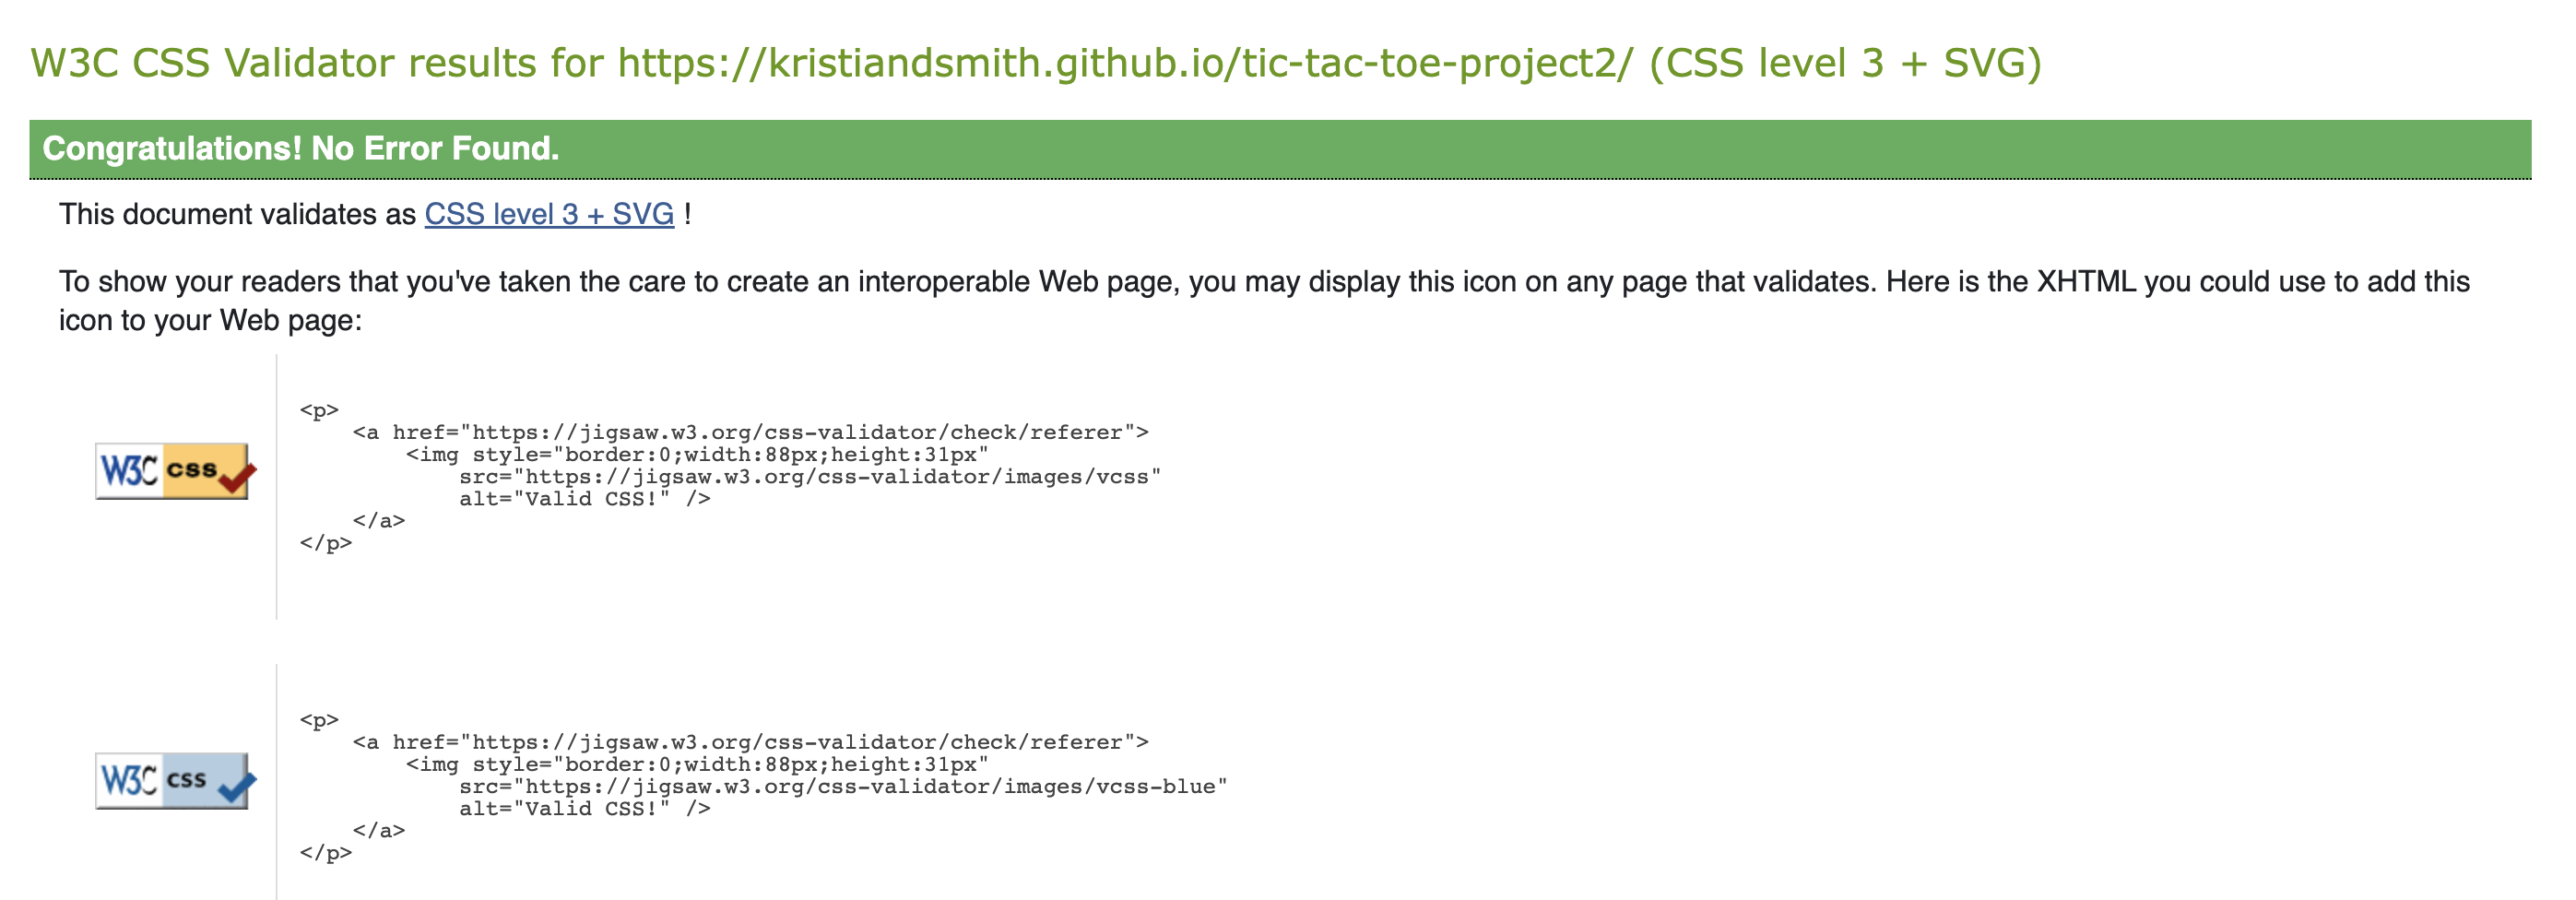 W3C CSS Validator results for https://kristiandsmith.github.io/tic-tac-toe-project2/ (CSS level 3 + SVG)
Congratulations! No Error Found.
This document validates as CSS level 3 + SVG !
To show your readers that you've taken the care to create an interoperable Web page, you may display this icon on any page that validates. Here is the XHTML you could use to add this
icon to your Web page:
W3C css
<p>
    <a href="https://jigsaw.w3.org/css-validator/check/referer">
        <img style="border:0;width:88px;height:31px"
            src="https://jigsaw.w3.org/css-validator/images/vcss"
            alt="Valid CSS!" />
    </a>
</p>
W3C css
<p>
    <a href="https://jigsaw.w3.org/css-validator/check/referer">
        <img style="border:0;width:88px;height:31px"
            src="https://jigsaw.w3.org/css-validator/images/vcss-blue"
            alt="Valid CSS!" />
    </a>
</p>